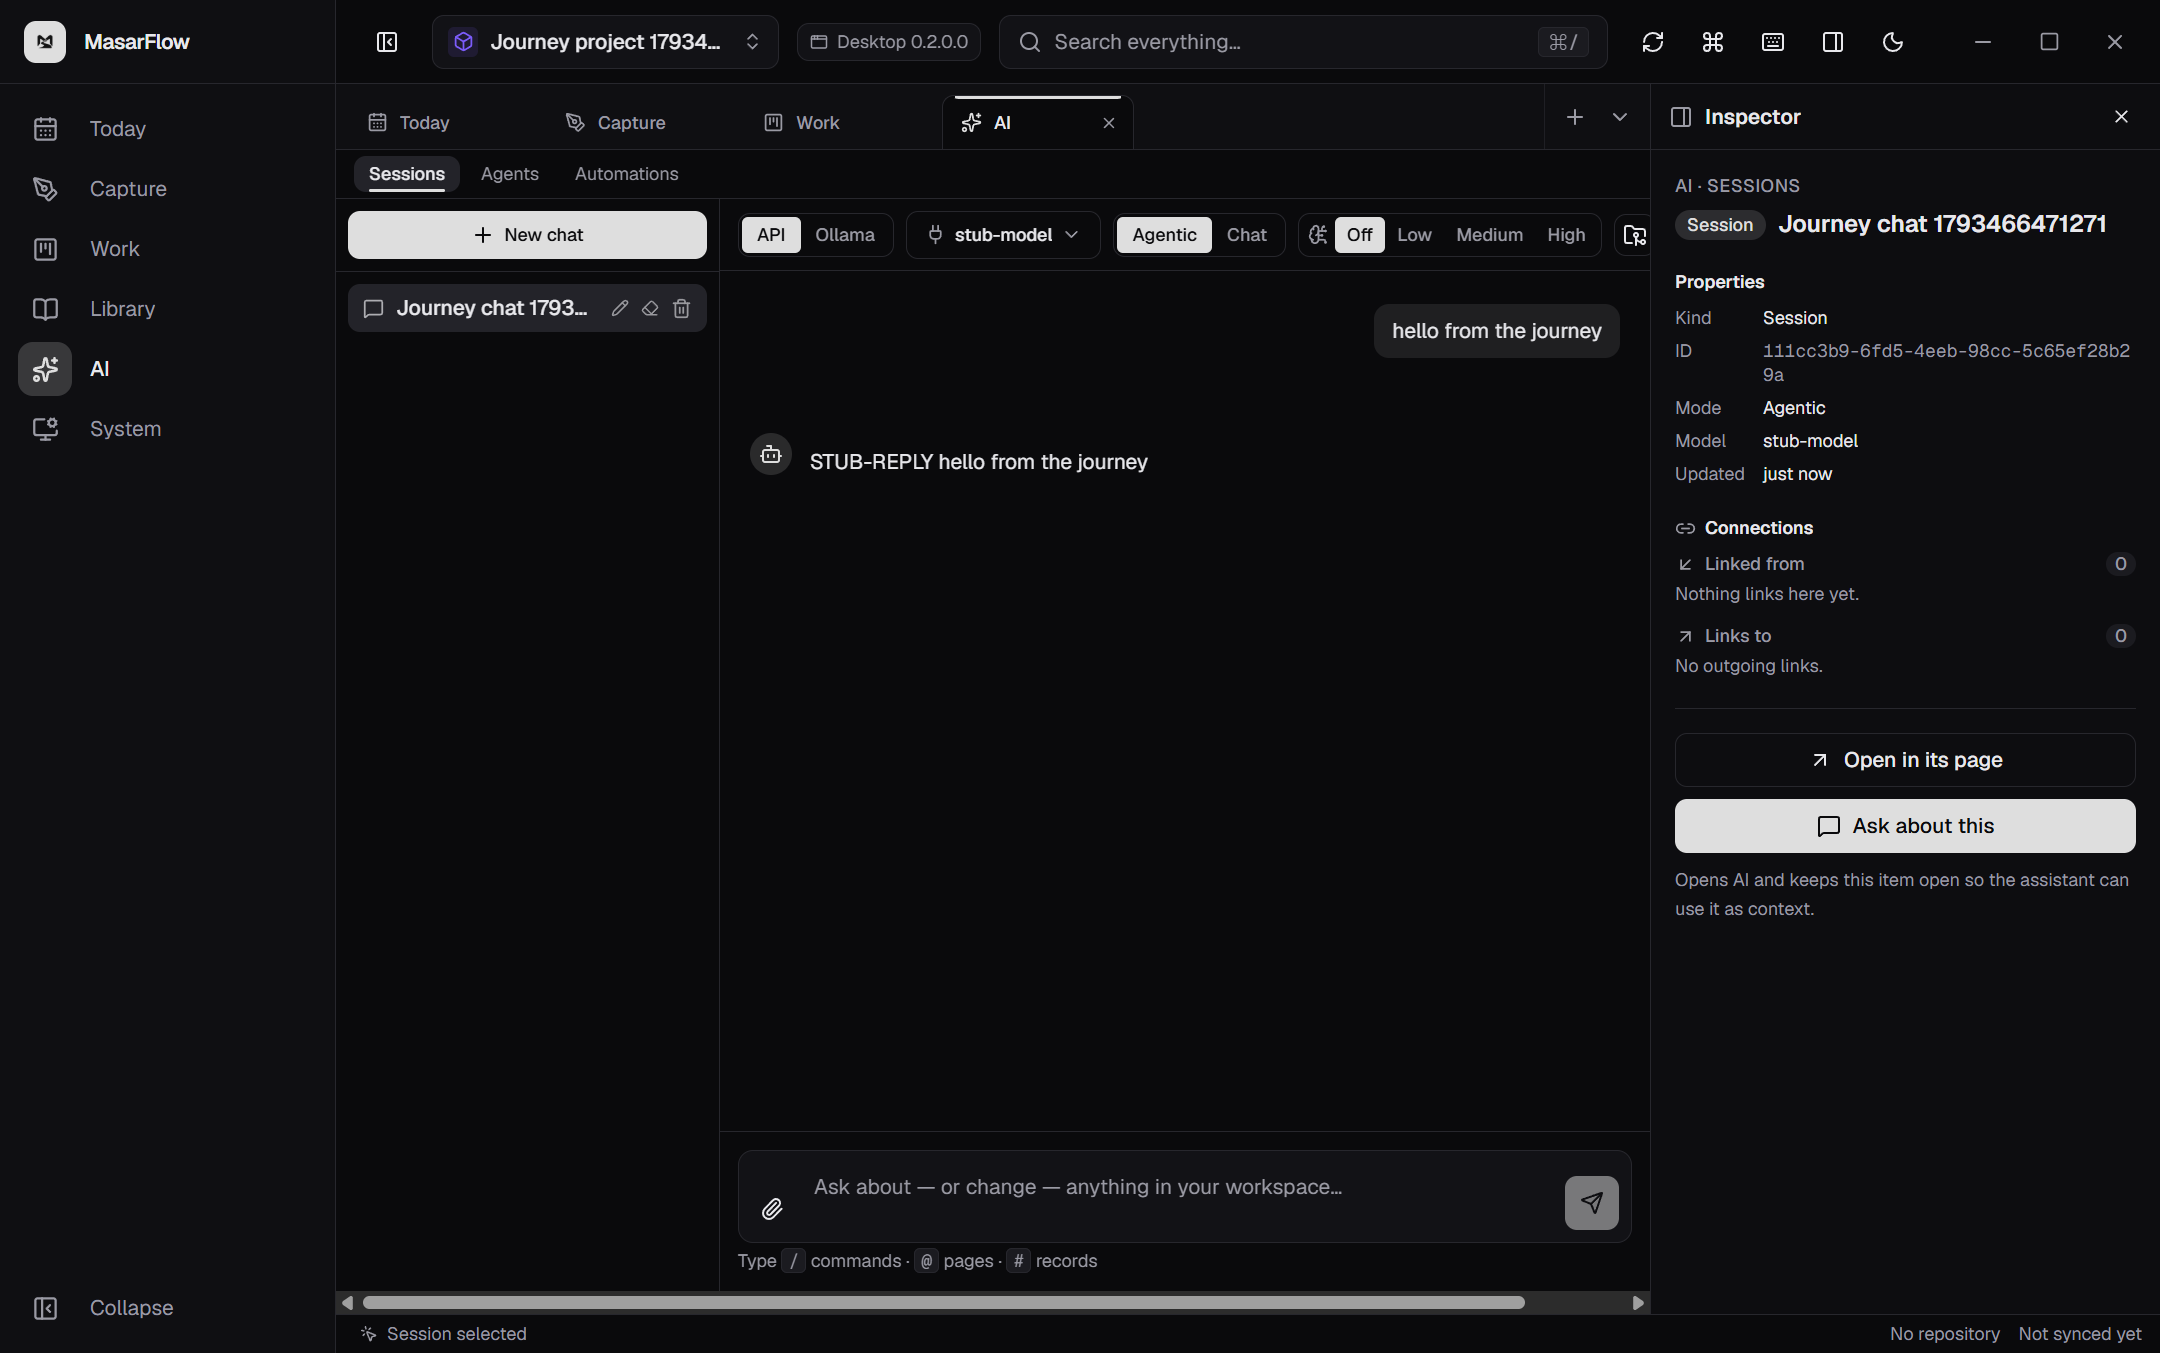 MasarFlow
Journey project 17934...
Desktop 0.2.0.0
Search everything...
⌘ /
Today
Capture
Work
Library
AI
System
Collapse
Today
Capture
Work
AI
Sessions
Agents
Automations
New chat
Journey chat 1793...
API
Ollama
stub-model
Agentic
Chat
Off
Low
Medium
High
hello from the journey
STUB-REPLY hello from the journey
Ask about — or change — anything in your workspace...
Type / commands · @ pages · # records
Inspector
AI · SESSIONS
Session Journey chat 1793466471271
Properties
Kind Session
ID 111cc3b9-6fd5-4eeb-98cc-5c65ef28b2
9a
Mode Agentic
Model stub-model
Updated just now
Connections
Linked from 0
Nothing links here yet.
Links to 0
No outgoing links.
Open in its page
Ask about this
Opens AI and keeps this item open so the assistant can
use it as context.
Session selected
No repository
Not synced yet